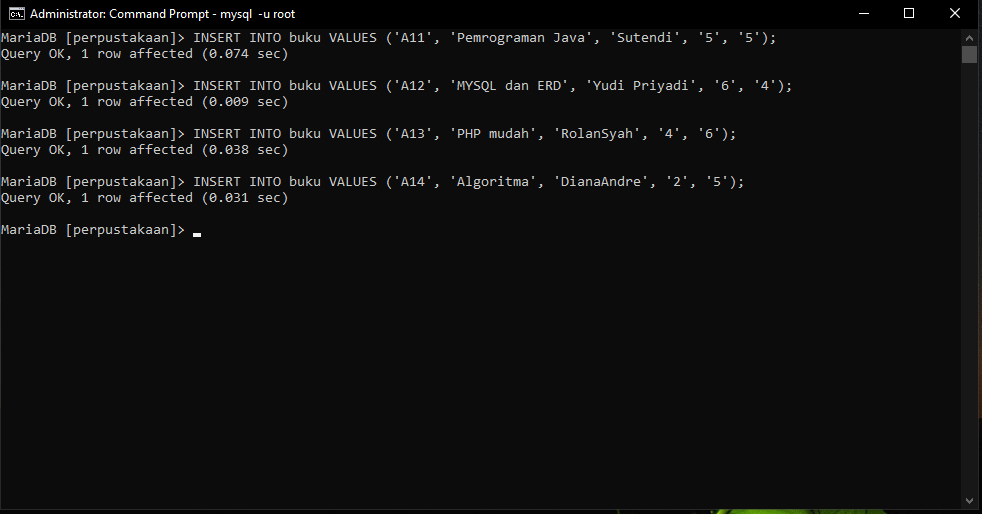 Administrator: Command Prompt - mysql  -u root
MariaDB [perpustakaan]> INSERT INTO buku VALUES ('A11', 'Pemrograman Java', 'Sutendi', '5', '5');
Query OK, 1 row affected (0.074 sec)
MariaDB [perpustakaan]> INSERT INTO buku VALUES ('A12', 'MYSQL dan ERD', 'Yudi Priyadi', '6', '4');
Query OK, 1 row affected (0.009 sec)
MariaDB [perpustakaan]> INSERT INTO buku VALUES ('A13', 'PHP mudah', 'RolanSyah', '4', '6');
Query OK, 1 row affected (0.038 sec)
MariaDB [perpustakaan]> INSERT INTO buku VALUES ('A14', 'Algoritma', 'DianaAndre', '2', '5');
Query OK, 1 row affected (0.031 sec)
MariaDB [perpustakaan]>